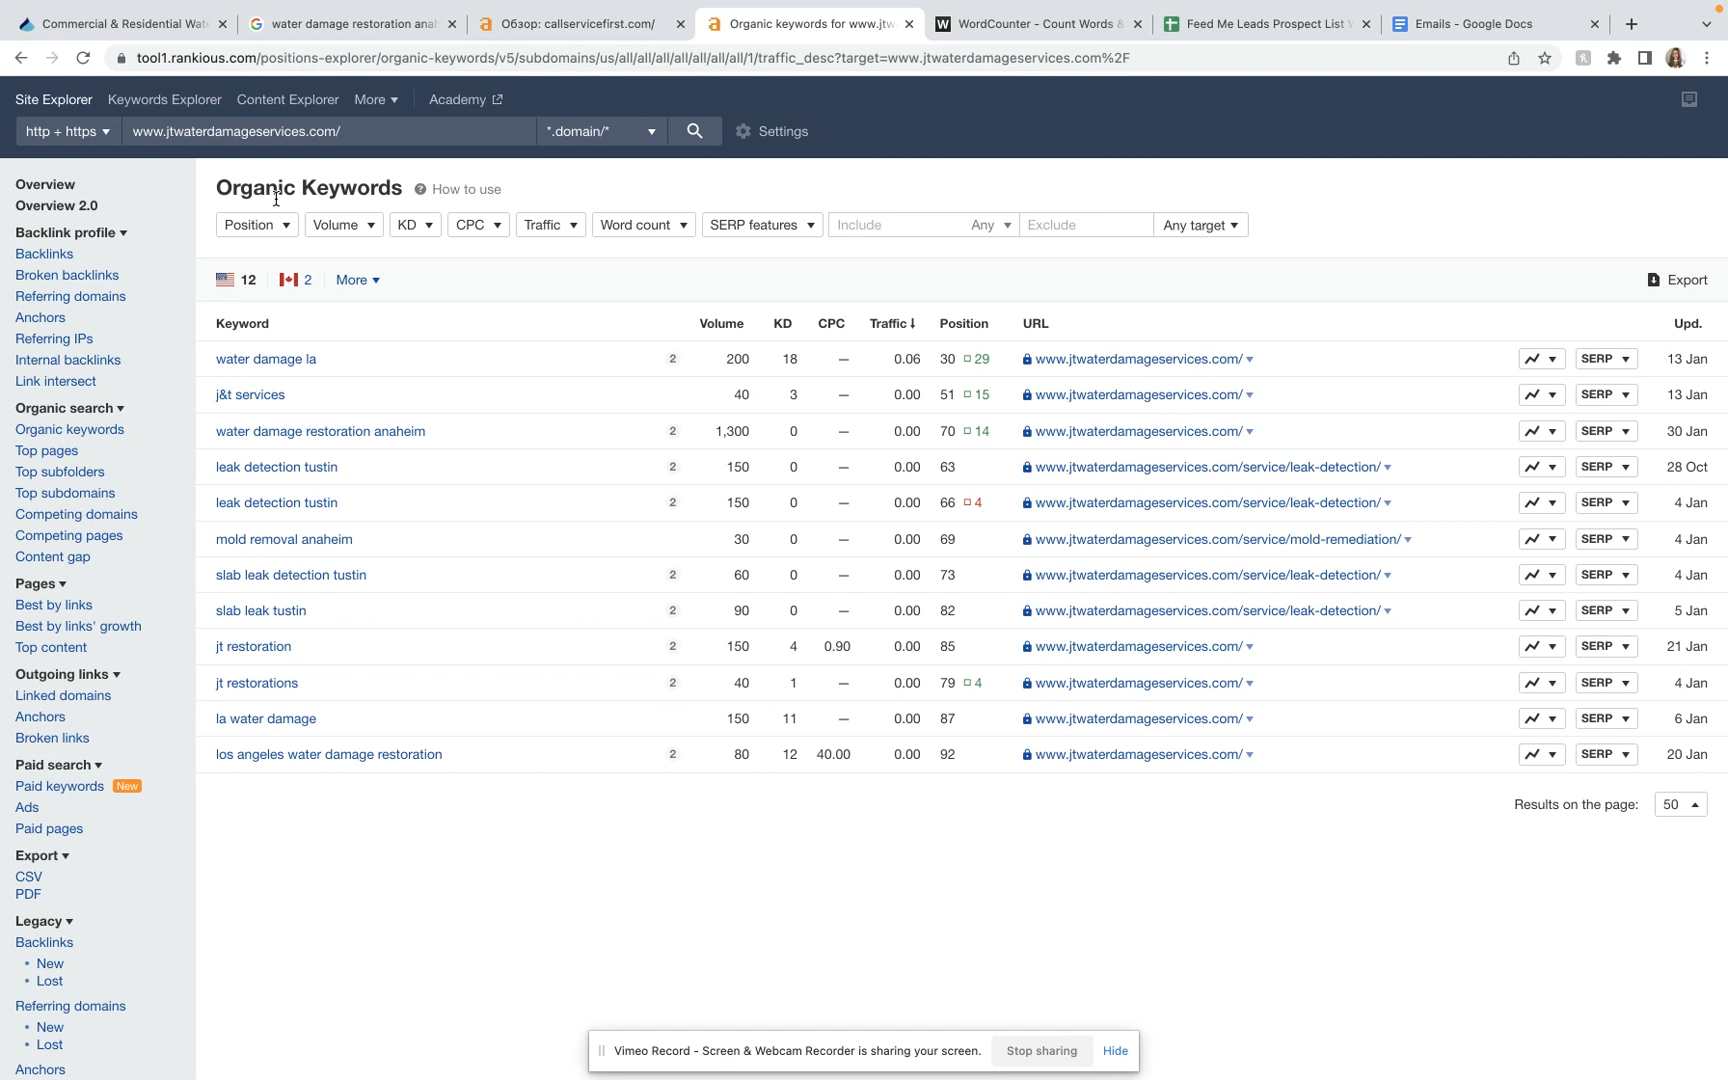 Commercial & Residential Wate
water damage restoration anah
Обзор: callservicefirst.com/
Organic keywords for www.jtw
WordCounter - Count Words &
Feed Me Leads Prospect List
Emails - Google Docs
tool1.rankious.com/positions-explorer/organic-keywords/v5/subdomains/us/all/all/all/all/all/all/all/1/traffic_desc?target=www.jtwaterdamageservices.com%2F
Site Explorer Keywords Explorer Content Explorer More Academy
http + https www.jtwaterdamageservices.com/ *.domain/* Settings
Overview
Overview 2.0
Backlink profile
Backlinks
Broken backlinks
Referring domains
Anchors
Referring IPs
Internal backlinks
Link intersect
Organic search
Organic keywords
Top pages
Top subfolders
Top subdomains
Competing domains
Competing pages
Content gap
Pages
Best by links
Best by links' growth
Top content
Outgoing links
Linked domains
Anchors
Broken links
Paid search
Paid keywords New
Ads
Paid pages
Export
CSV
PDF
Legacy
Backlinks
• New
• Lost
Referring domains
• New
• Lost
Anchors
Organic Keywords ? How to use
Position Volume KD CPC Traffic Word count SERP features Include Any Exclude Any target
12 2 More Export
Keyword Volume KD CPC Traffic↓ Position URL Upd.
water damage la 2 200 18 — 0.06 30 29 www.jtwaterdamageservices.com/ SERP 13 Jan
j&t services 40 3 — 0.00 51 15 www.jtwaterdamageservices.com/ SERP 13 Jan
water damage restoration anaheim 2 1,300 0 — 0.00 70 14 www.jtwaterdamageservices.com/ SERP 30 Jan
leak detection tustin 2 150 0 — 0.00 63 www.jtwaterdamageservices.com/service/leak-detection/ SERP 28 Oct
leak detection tustin 2 150 0 — 0.00 66 4 www.jtwaterdamageservices.com/service/leak-detection/ SERP 4 Jan
mold removal anaheim 30 0 — 0.00 69 www.jtwaterdamageservices.com/service/mold-remediation/ SERP 4 Jan
slab leak detection tustin 2 60 0 — 0.00 73 www.jtwaterdamageservices.com/service/leak-detection/ SERP 4 Jan
slab leak tustin 2 90 0 — 0.00 82 www.jtwaterdamageservices.com/service/leak-detection/ SERP 5 Jan
jt restoration 2 150 4 0.90 0.00 85 www.jtwaterdamageservices.com/ SERP 21 Jan
jt restorations 2 40 1 — 0.00 79 4 www.jtwaterdamageservices.com/ SERP 4 Jan
la water damage 2 150 11 — 0.00 87 www.jtwaterdamageservices.com/ SERP 6 Jan
los angeles water damage restoration 2 80 12 40.00 0.00 92 www.jtwaterdamageservices.com/ SERP 20 Jan
Results on the page: 50
Vimeo Record - Screen & Webcam Recorder is sharing your screen. Stop sharing Hide